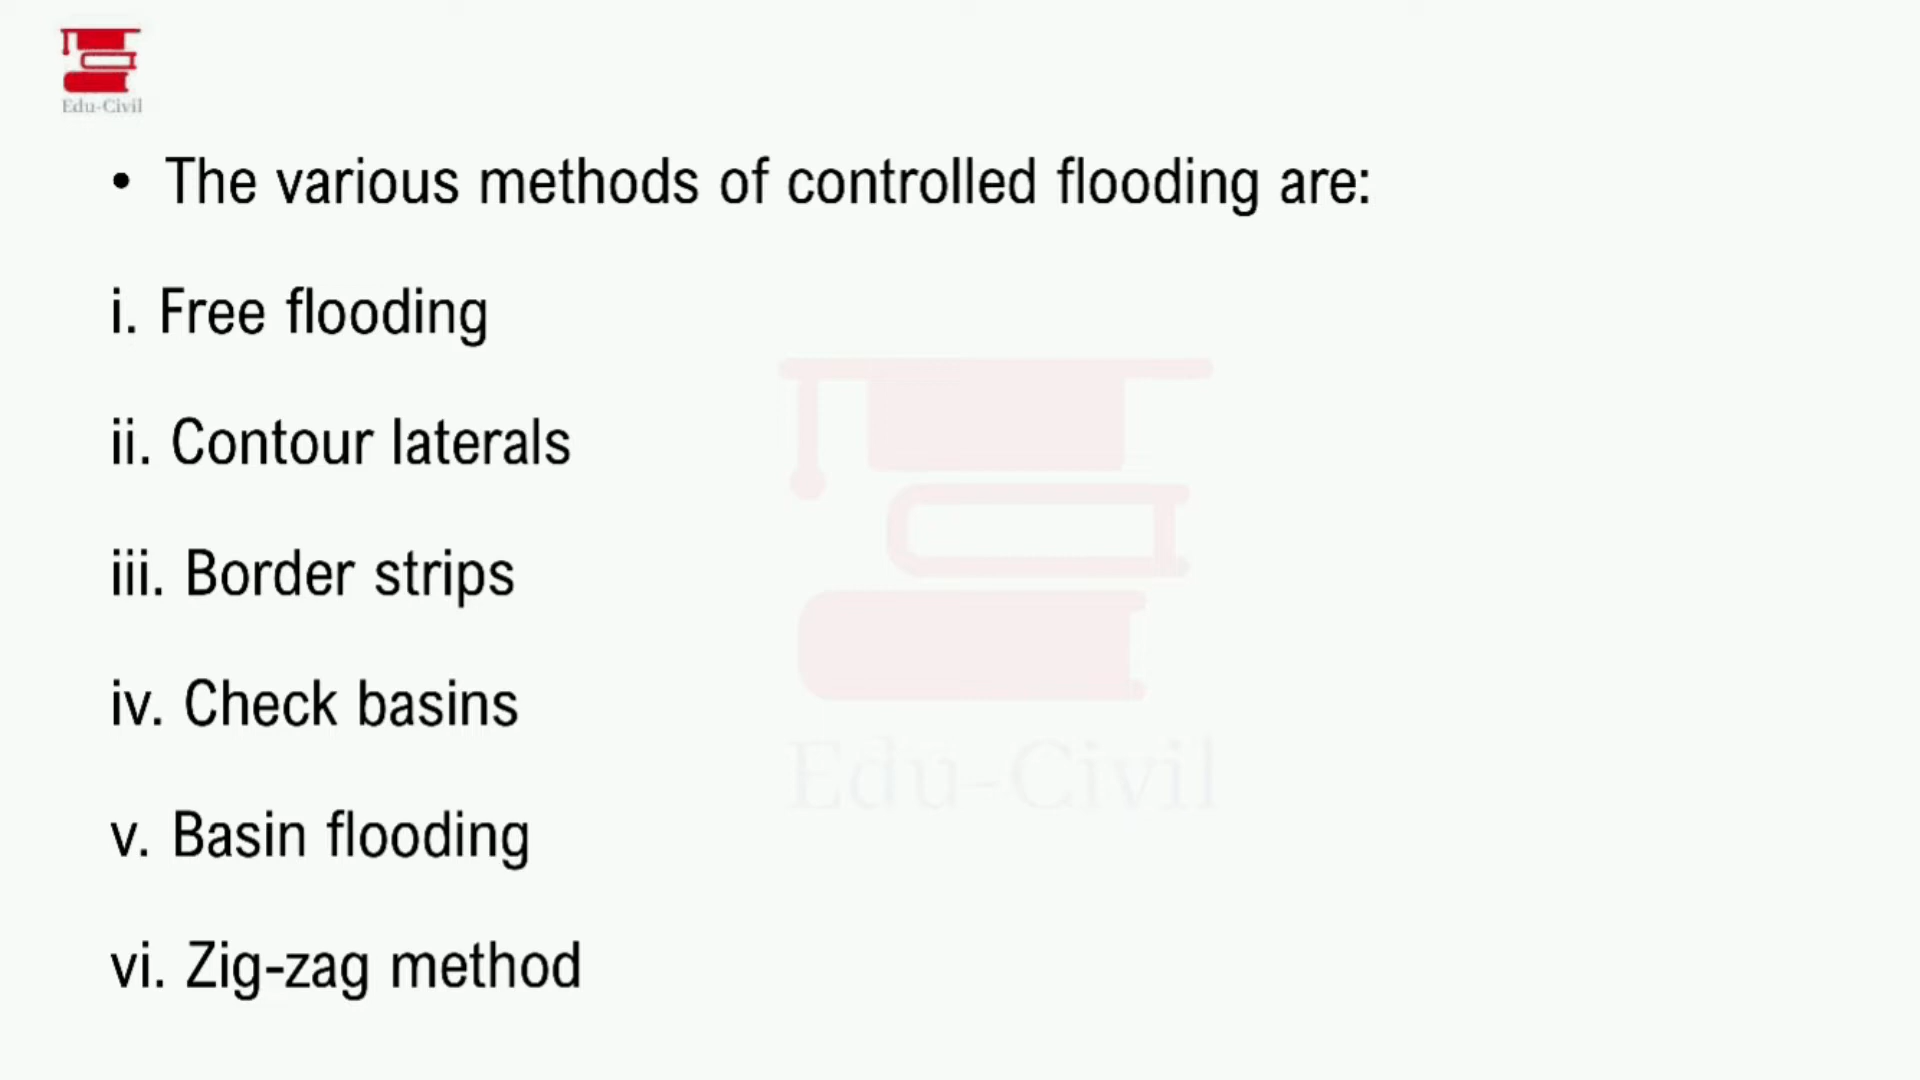 Edu-Civil
• The various methods of controlled flooding are:
i. Free flooding
ii. Contour laterals
iii. Border strips
iv. Check basins
v. Basin flooding
vi. Zig-zag method
Edu-Civil